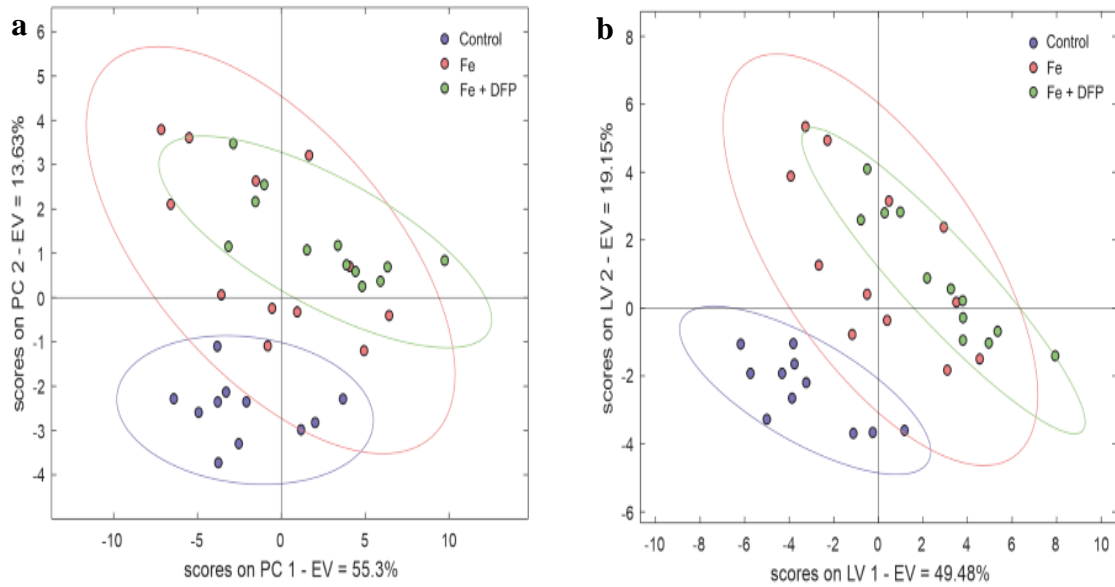 a
6
5
4
3
2
1
0
-1
-2
-3
-4
scores on PC 2 - EV = 13.63%
Control
Fe
Fe + DFP
-10
-5
0
5
10
scores on PC 1 - EV = 55.3%
b
8
6
4
2
0
-2
-4
-6
scores on LV 2 - EV = 19.15%
Control
Fe
Fe + DFP
-10
-8
-6
-4
-2
0
2
4
6
8
10
scores on LV 1 - EV = 49.48%